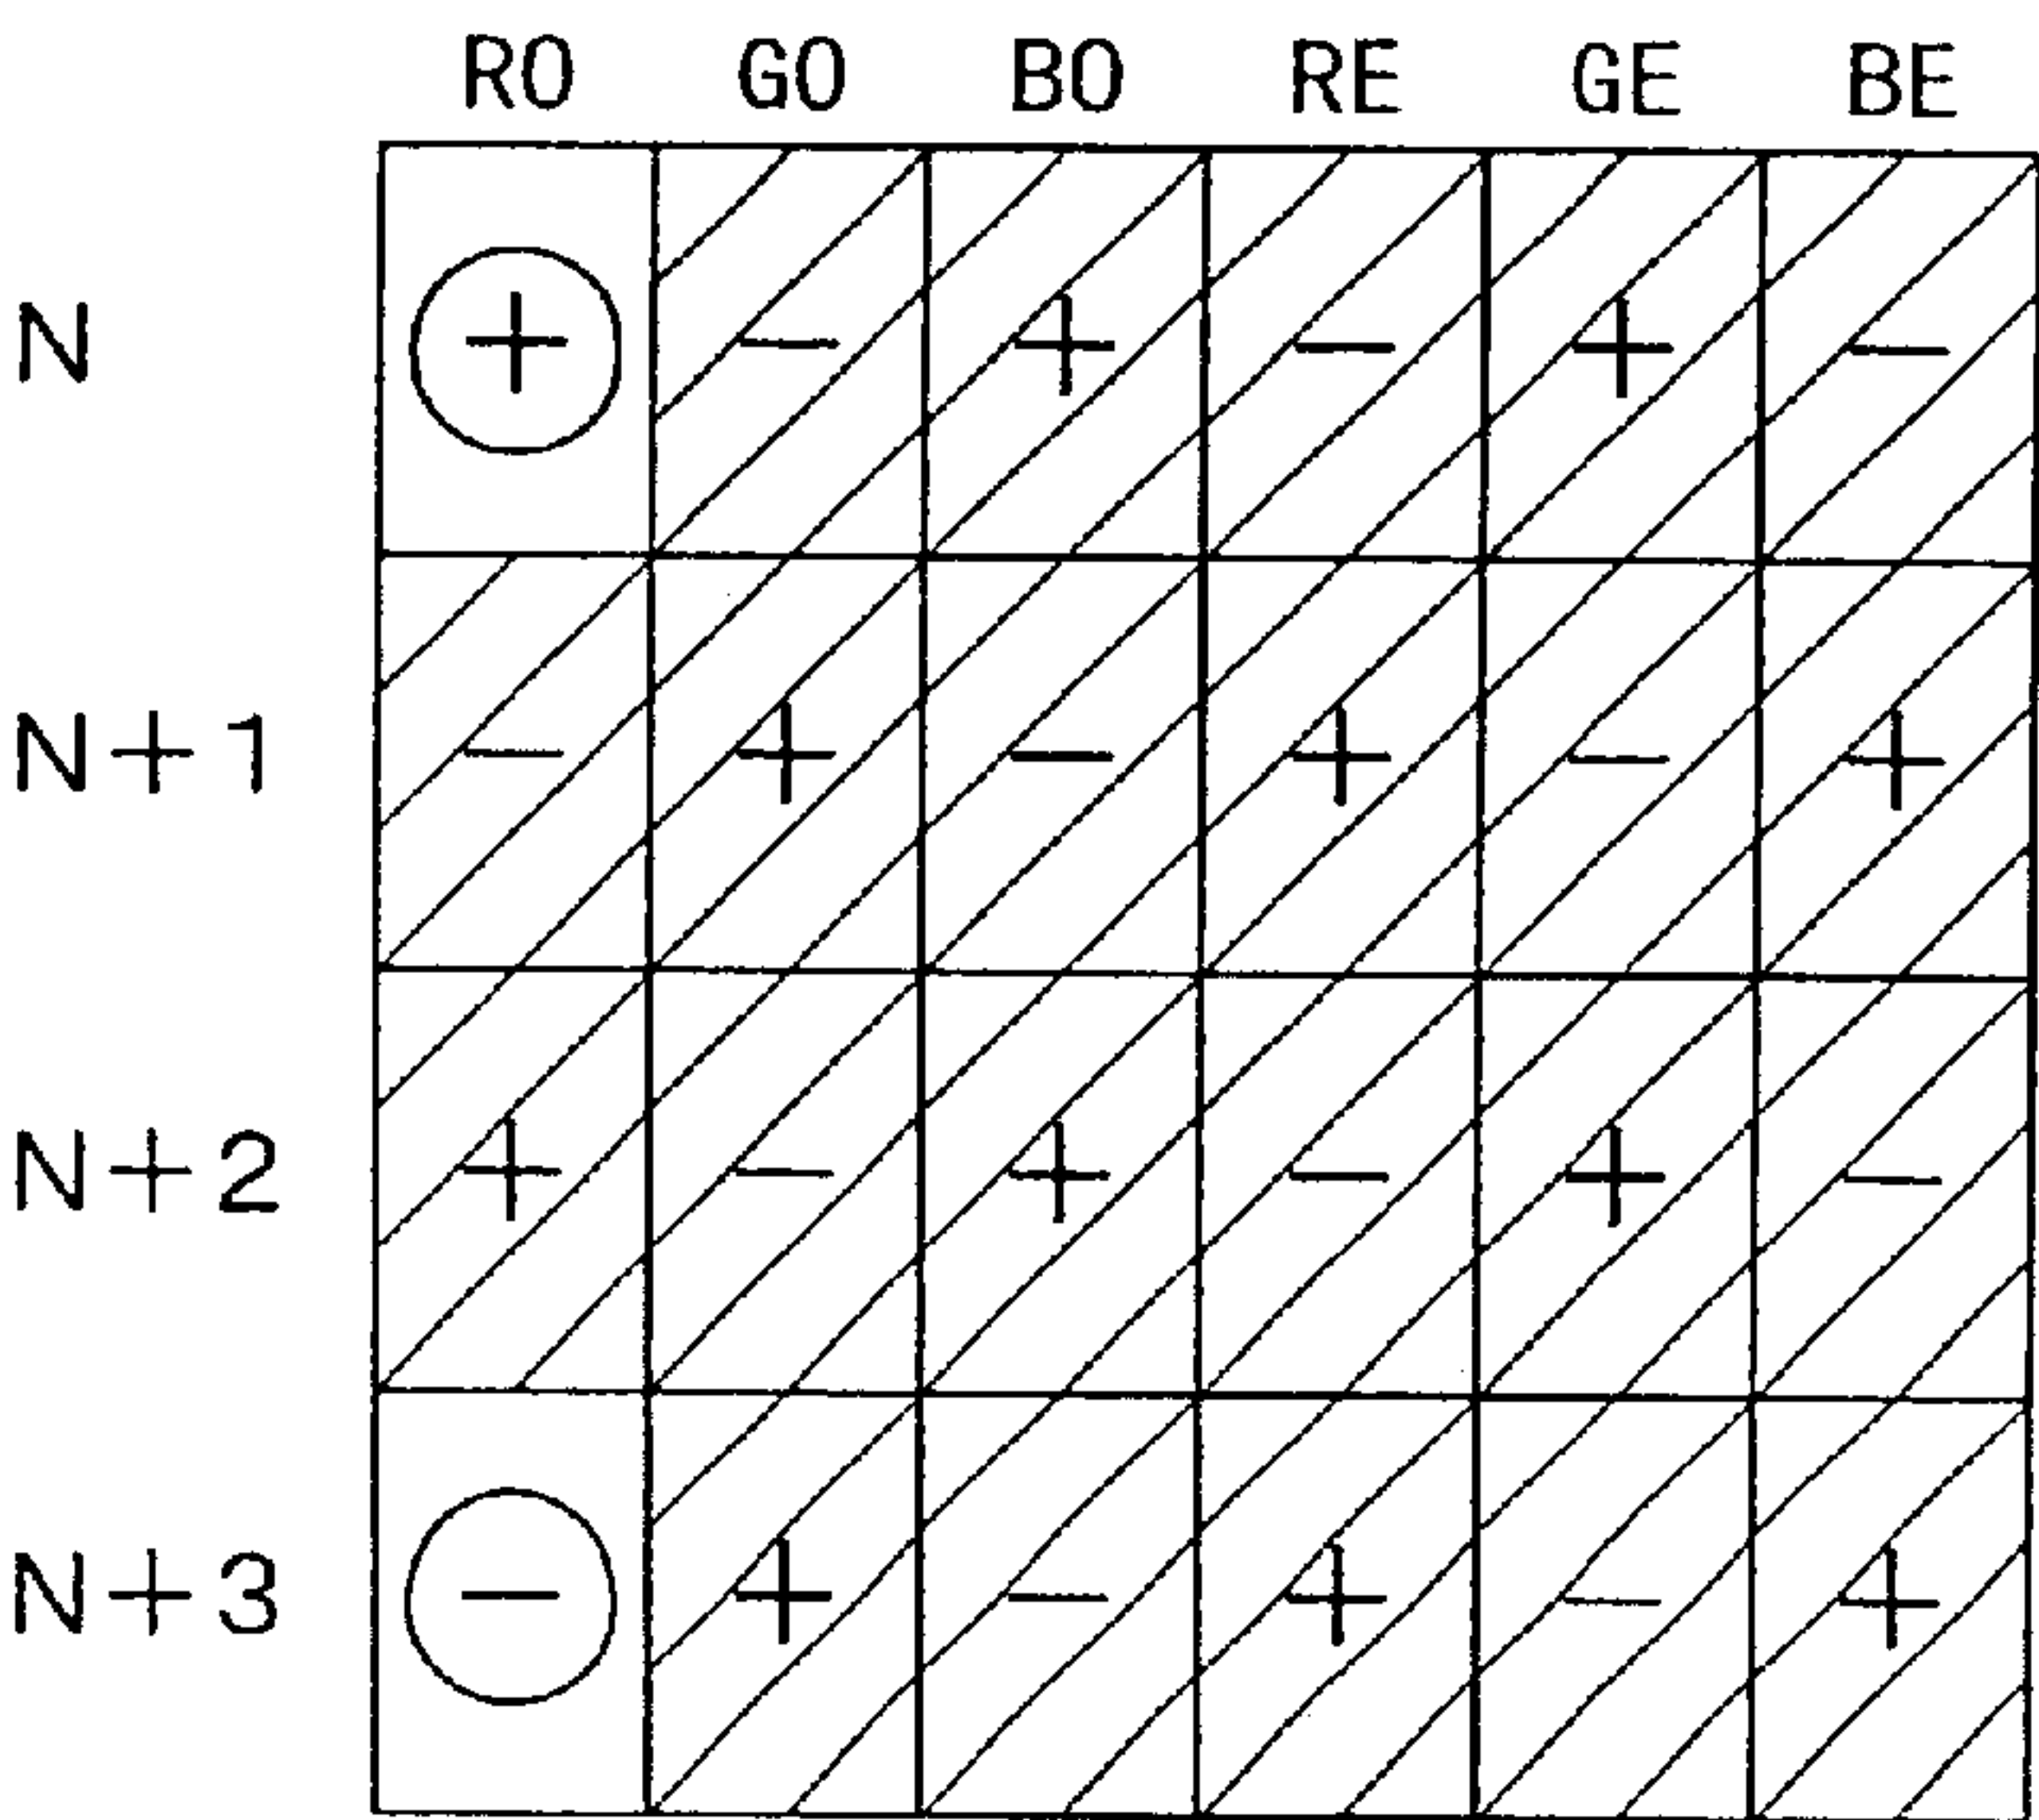 RO GO BO RE GE BE
N + - + - + -
N+1 - + - + - +
N+2 + - + - + -
N+3 - + - + - +